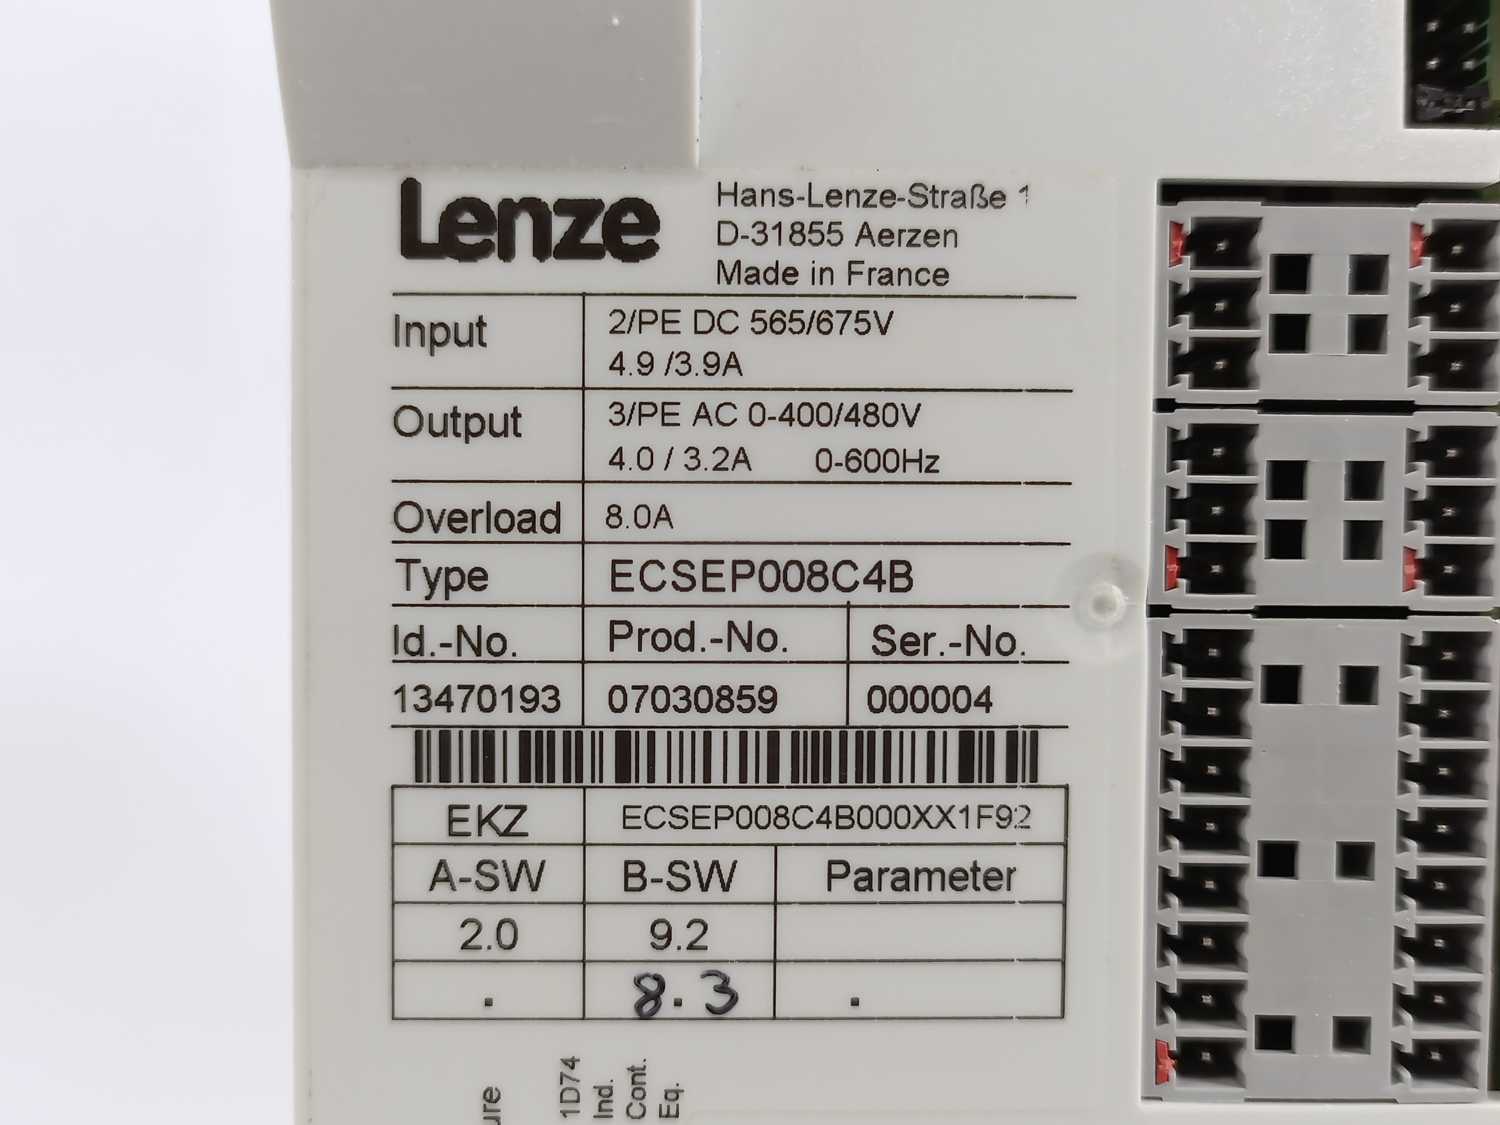 Lenze
Hans-Lenze-Straße 1
D-31855 Aerzen
Made in France
Input
2/PE DC 565/675V
4.9 /3.9A
Output
3/PE AC 0-400/480V
4.0 / 3.2A 0-600Hz
Overload 8.0A
Type ECSEP008C4B
Id.-No. Prod.-No. Ser.-No.
13470193 07030859 000004
EKZ ECSEP008C4B000XX1F92
A-SW B-SW Parameter
2.0 9.2
. 8.3 .
1D74
Ind.
Cont.
Eq.